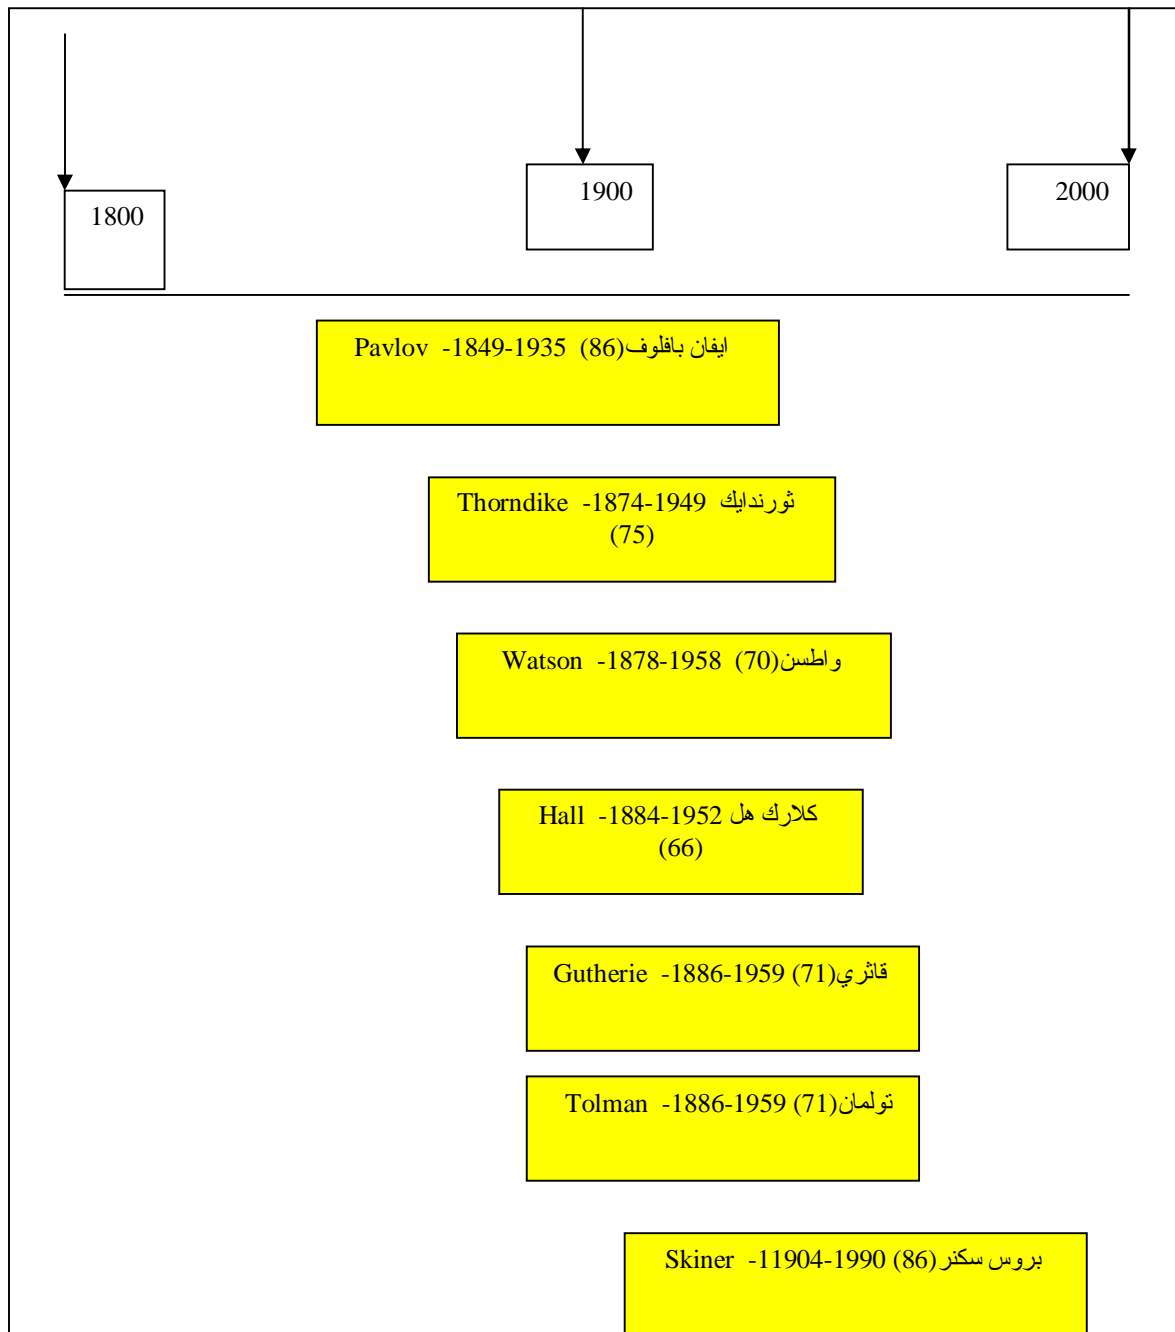 1800
1900
2000
ايفان بافلوف(86) Pavlov -1849-1935
ثورندايك Thorndike -1874-1949
(75)
واطسن(70) Watson -1878-1958
كلارك هل Hall -1884-1952
(66)
قاثري(71) Gutherie -1886-1959
تولمان(71) Tolman -1886-1959
بروس سكنر(86) Skiner -11904-1990